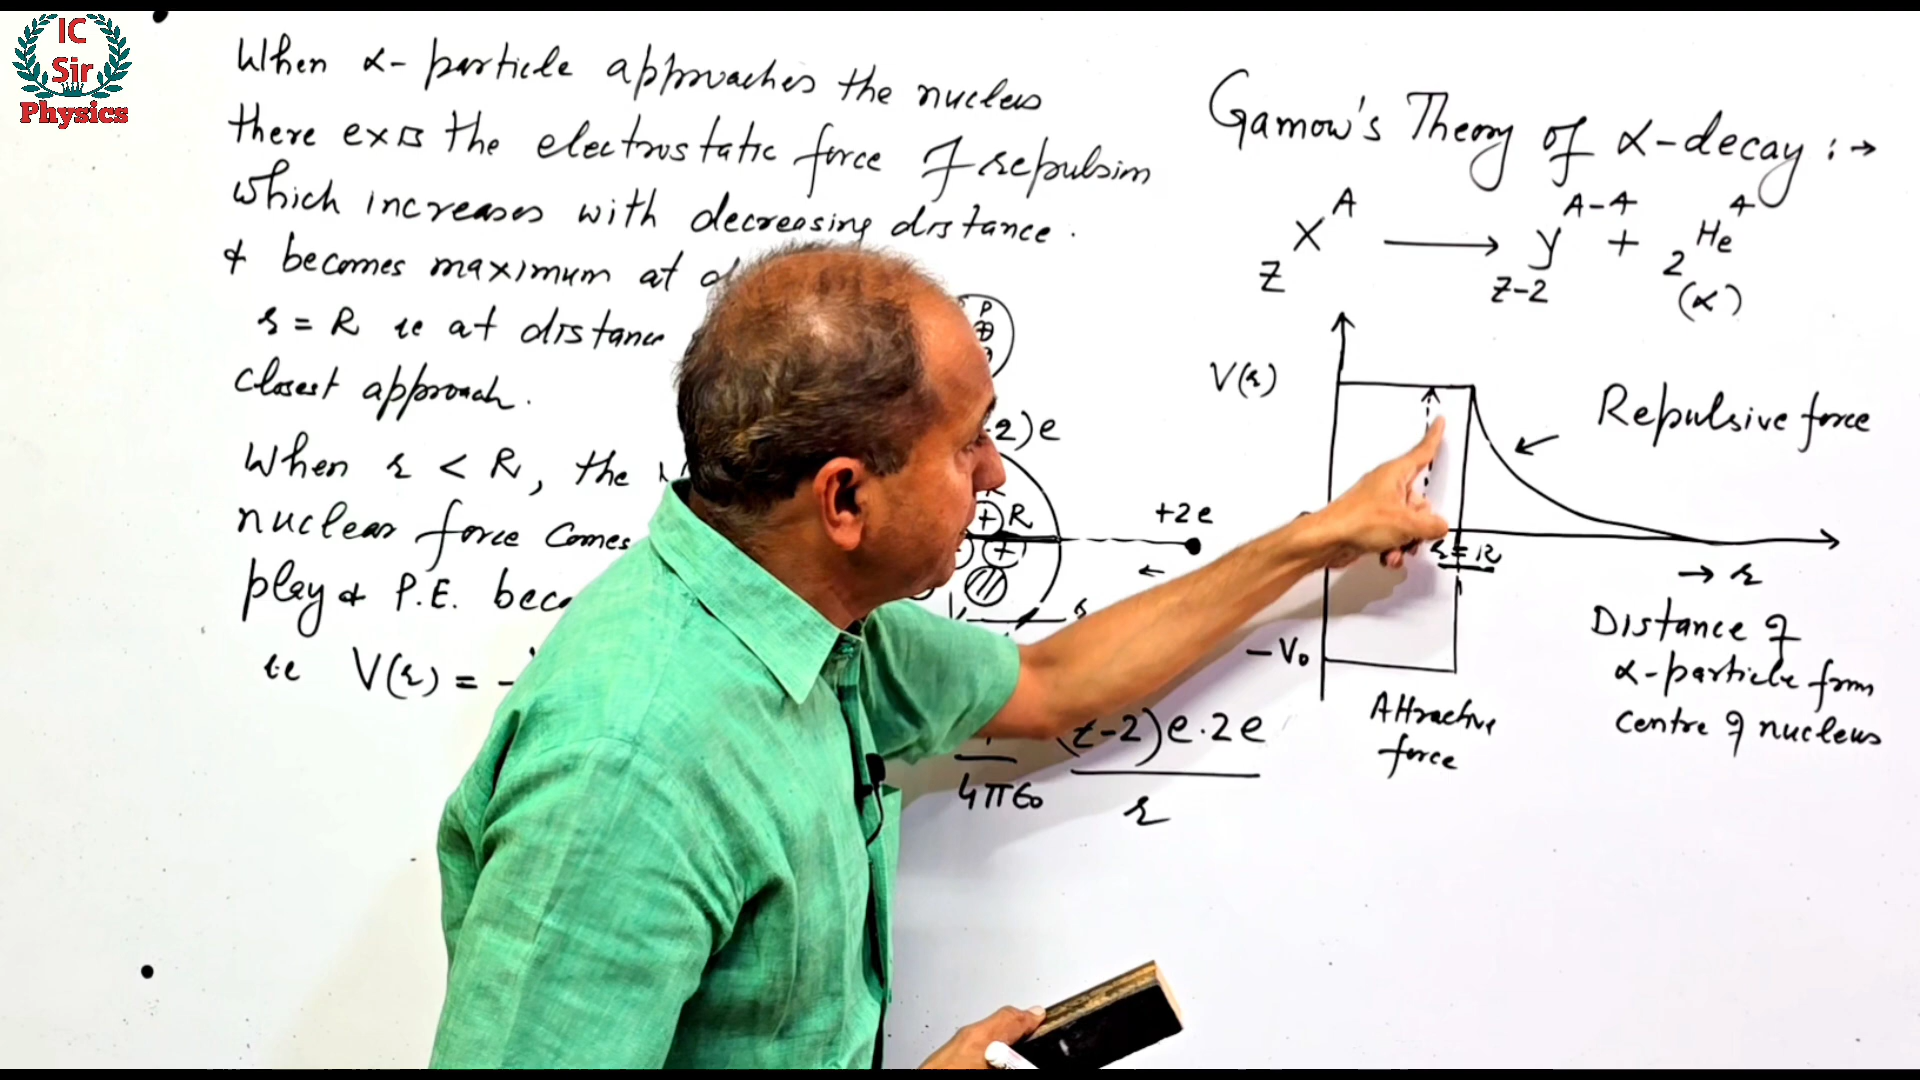 IC
Sir
Physics
When α- particle approaches the nucleus
there exis the electrostatic force of repulsion
which increases with decreasing distance.
& becomes maximum at
r = R ie at distance
closest approach.
When r < R, the
nuclear force comes
play & P.E.
i.e V(r) = -
P
2)e
R
+2e
←
(z-2)e.2e
4πε₀
r
Gamow's Theory of α-decay :→
Z X A → Z-2 y A-4 + 2 He 4
(α)
V(r)
Repulsive force
r=R
→ r
-V₀
Distance of
α-particle from
centre of nucleus
Attractive
force